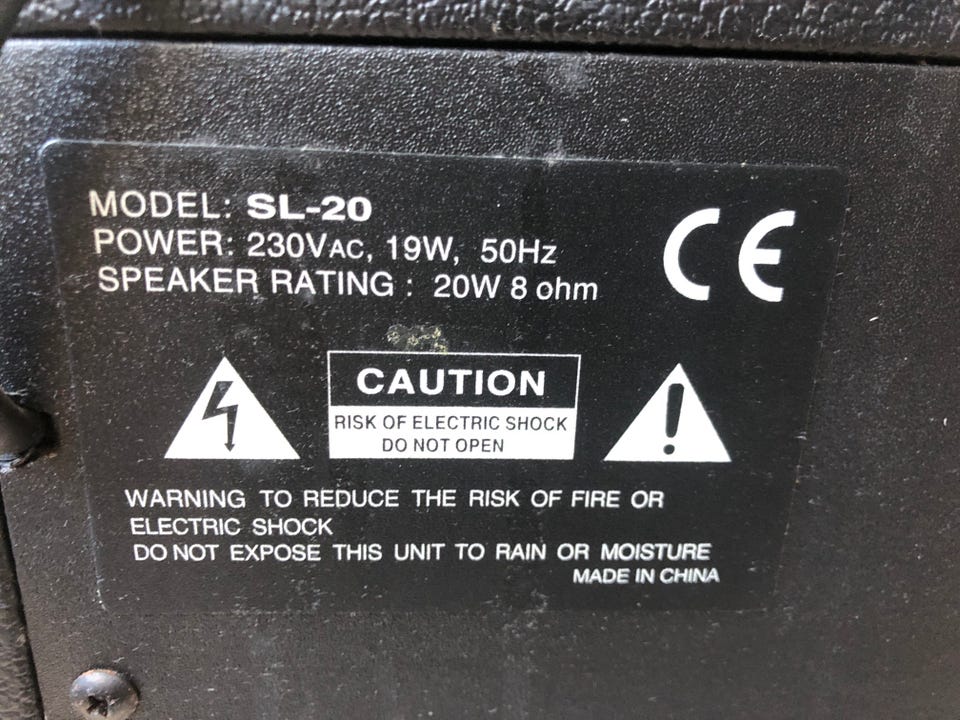 MODEL: SL-20
POWER: 230VAC, 19W, 50Hz
SPEAKER RATING : 20W 8 ohm
CE
CAUTION
RISK OF ELECTRIC SHOCK
DO NOT OPEN
WARNING TO REDUCE THE RISK OF FIRE OR
ELECTRIC SHOCK
DO NOT EXPOSE THIS UNIT TO RAIN OR MOISTURE
MADE IN CHINA